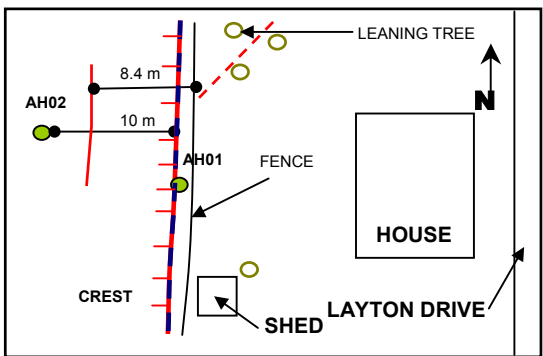 LEANING TREE
8.4 m
AH02
N
10 m
AH01
FENCE
HOUSE
CREST
LAYTON DRIVE
SHED